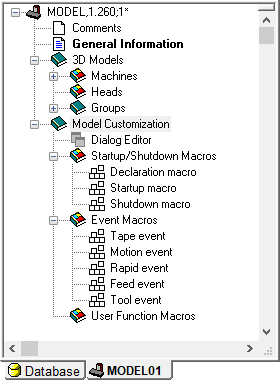 MODEL,1.260;1*
Comments
General Information
3D Models
Machines
Heads
Groups
Model Customization
Dialog Editor
Startup/Shutdown Macros
Declaration macro
Startup macro
Shutdown macro
Event Macros
Tape event
Motion event
Rapid event
Feed event
Tool event
User Function Macros
Database MODEL01